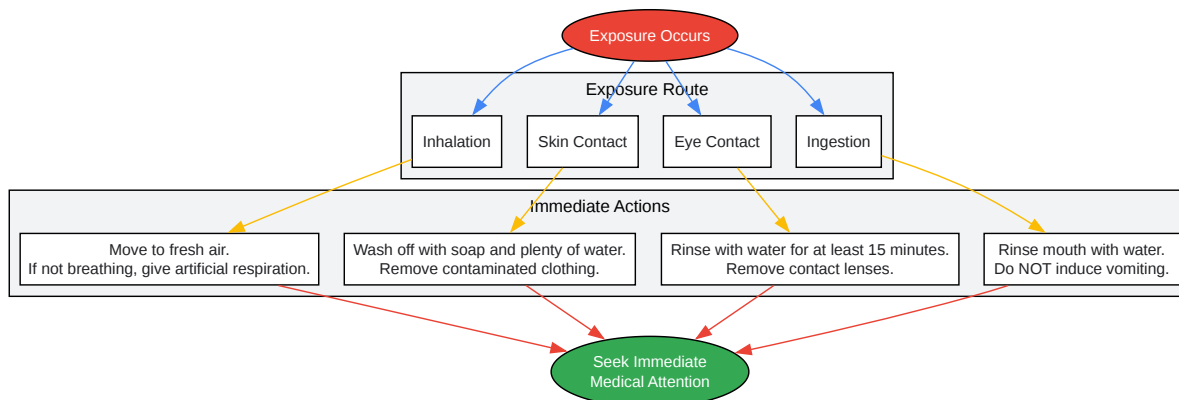 Exposure Occurs
Exposure Route
Inhalation
Skin Contact
Eye Contact
Ingestion
Immediate Actions
Move to fresh air.
If not breathing, give artificial respiration.
Wash off with soap and plenty of water.
Remove contaminated clothing.
Rinse with water for at least 15 minutes.
Remove contact lenses.
Rinse mouth with water.
Do NOT induce vomiting.
Seek Immediate
Medical Attention